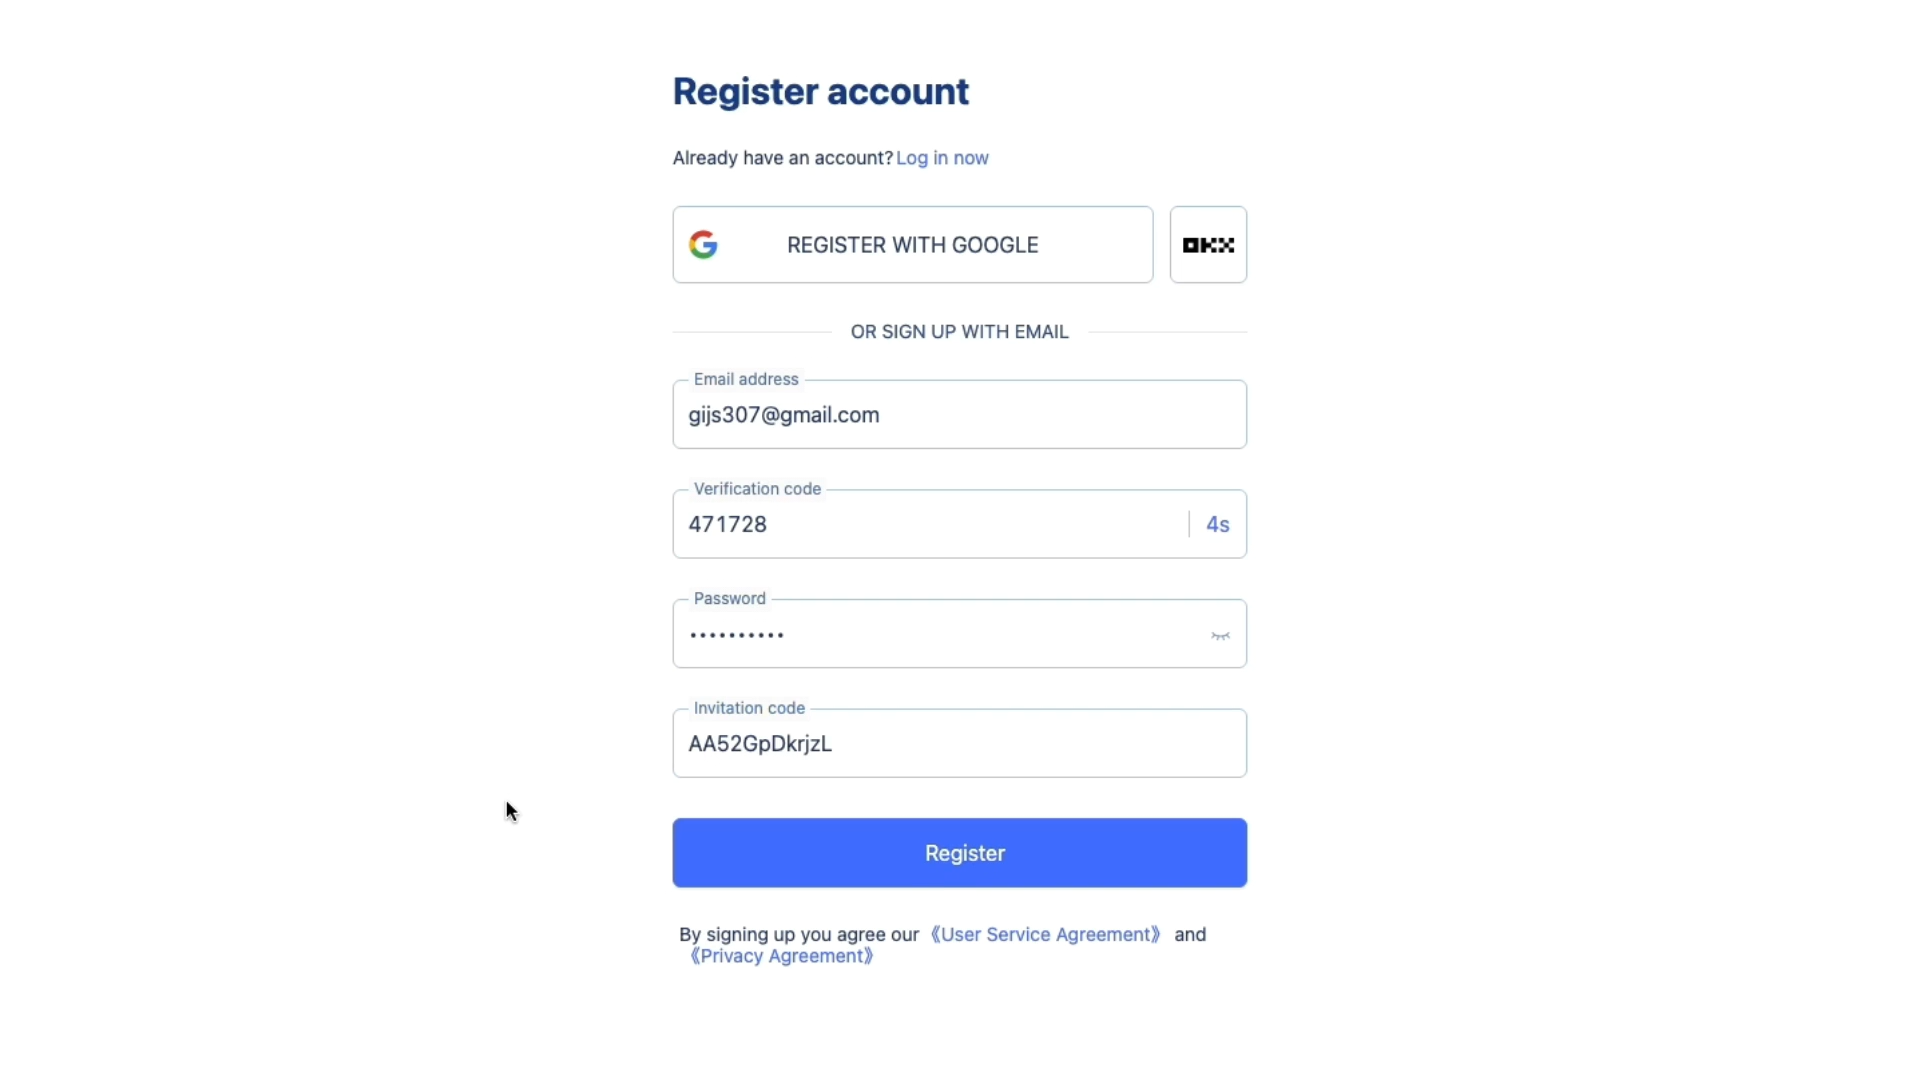 Register account
Already have an account? Log in now
REGISTER WITH GOOGLE
OKX
OR SIGN UP WITH EMAIL
Email address
gijs307@gmail.com
Verification code
471728
4s
Password
••••••••••
Invitation code
AA52GpDkrjzL
Register
By signing up you agree our 《User Service Agreement》 and
《Privacy Agreement》